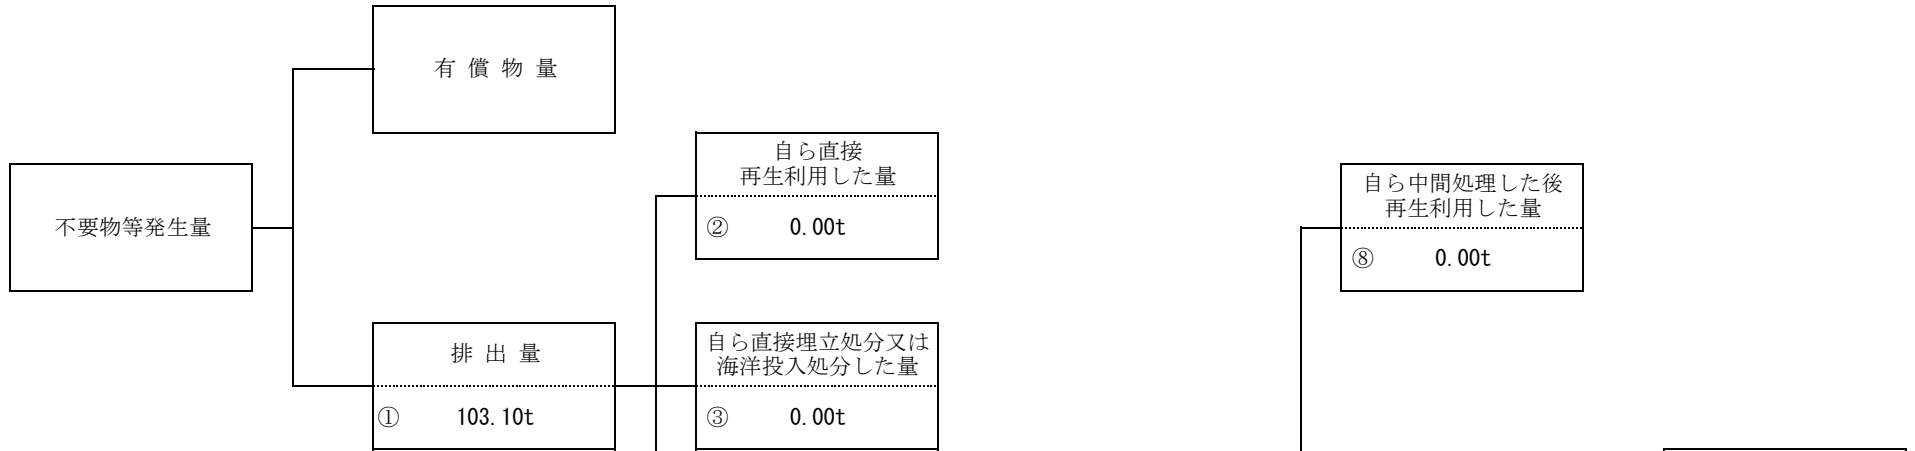 有 償 物 量
自ら直接
再生利用した量
② 0.00t
不要物等発生量
自ら中間処理した後
再生利用した量
⑧ 0.00t
排 出 量
① 103.10t
自ら直接埋立処分又は
海洋投入処分した量
③ 0.00t